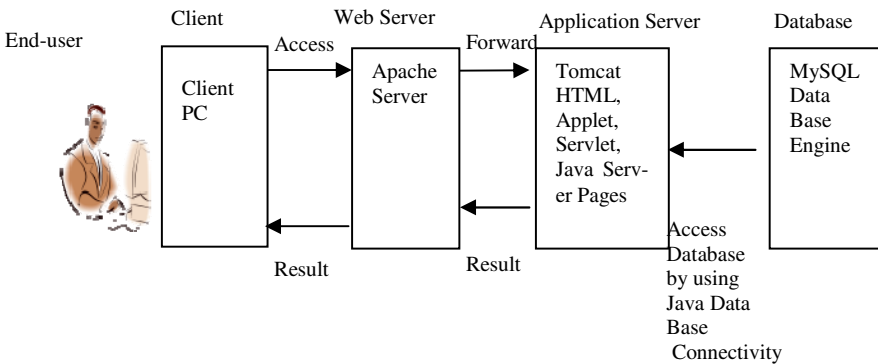 End-user
Client
Web Server
Application Server
Database
Access
Forward
Client
PC
Apache
Server
Tomcat
HTML,
Applet,
Servlet,
Java Serv-
er Pages
MySQL
Data
Base
Engine
Result
Result
Access
Database
by using
Java Data
Base
Connectivity